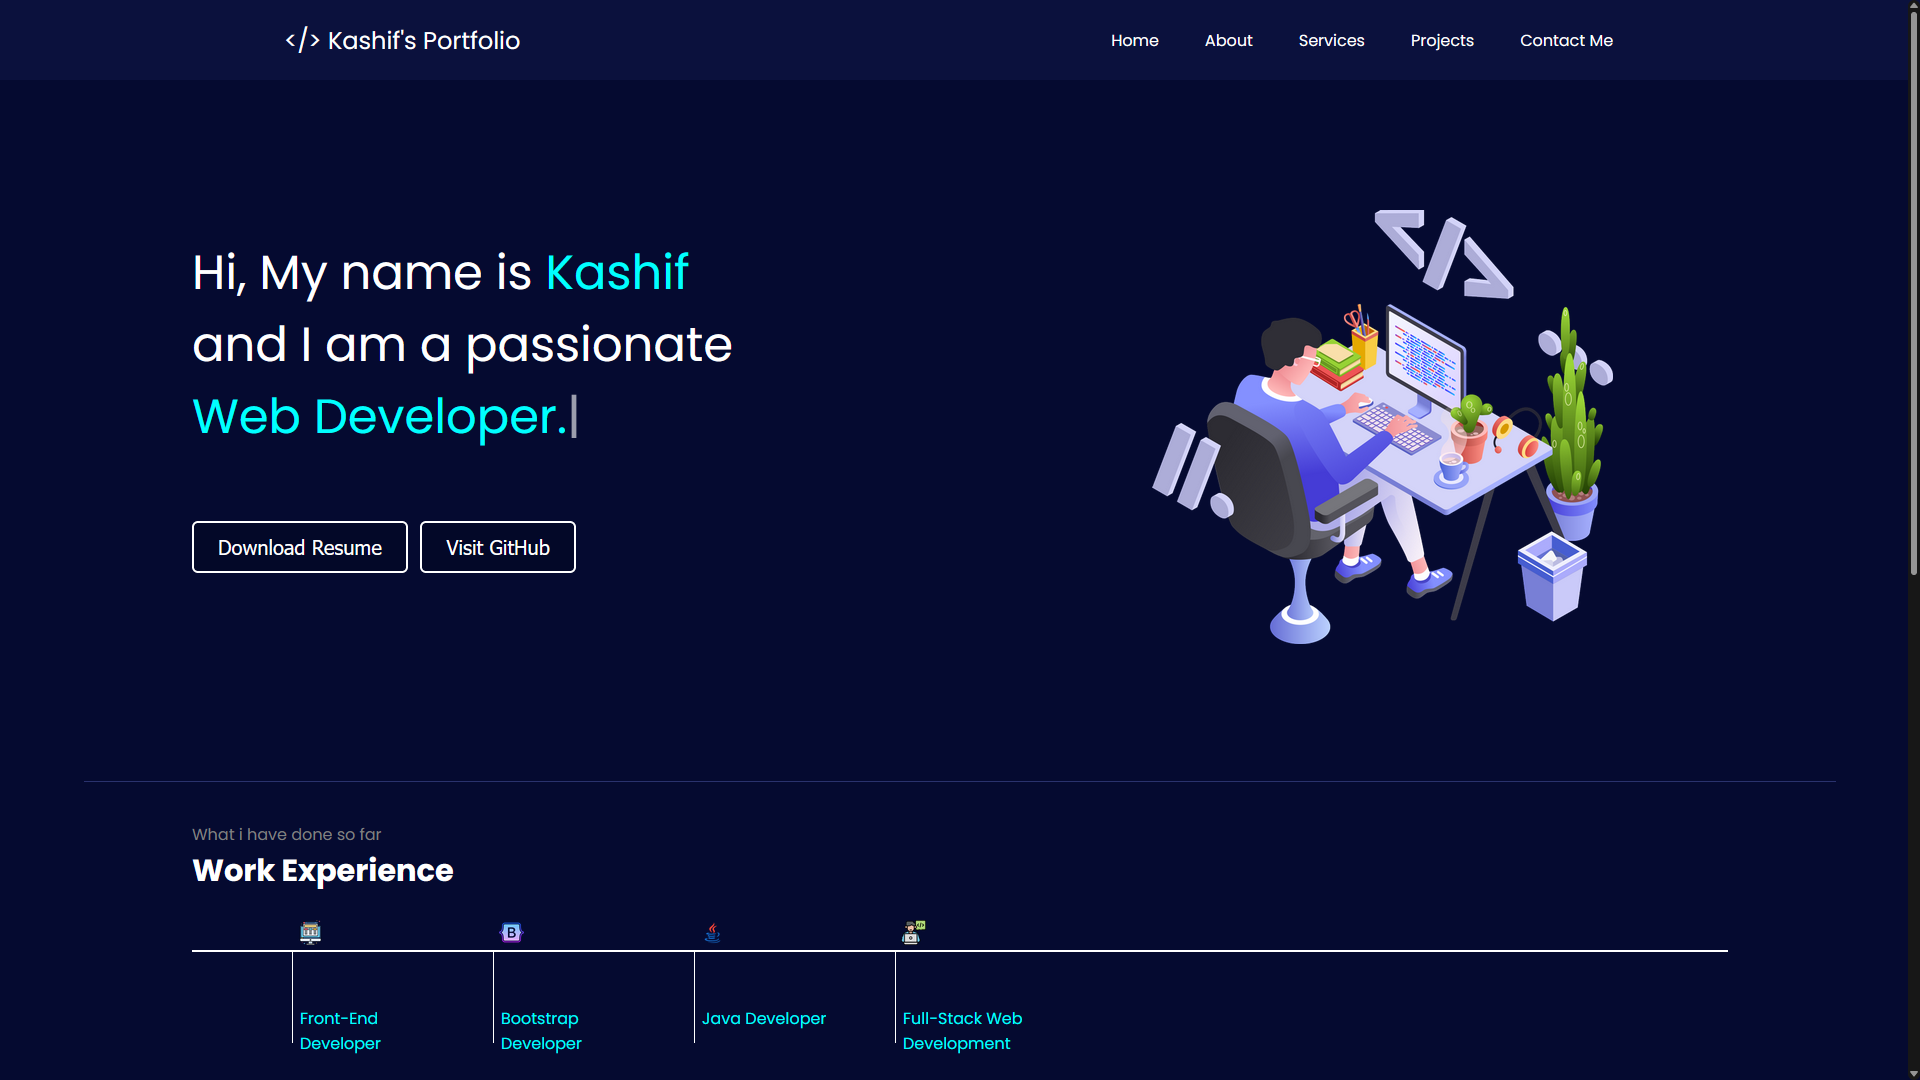 </> Kashif's Portfolio
Home
About
Services
Projects
Contact Me
Hi, My name is Kashif
and I am a passionate
Web Developer.|
Download Resume
Visit GitHub
What i have done so far
Work Experience
B
Front-End
Developer
Bootstrap
Developer
Java Developer
Full-Stack Web
Development